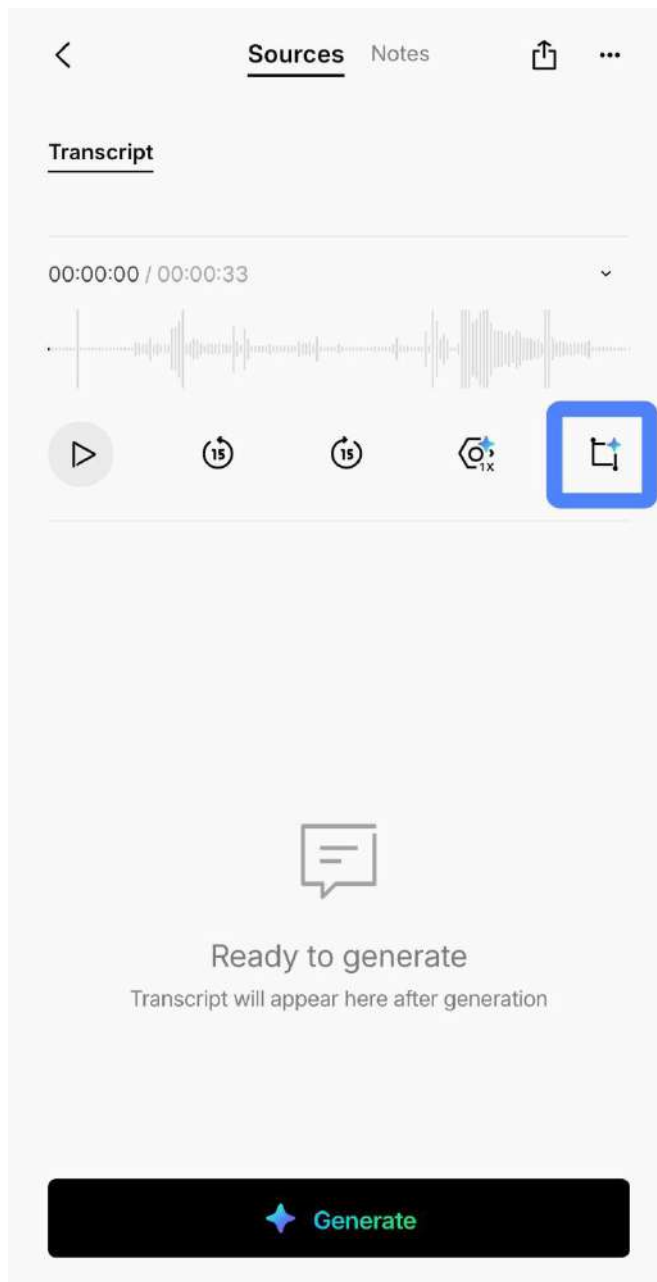 Sources Notes
Transcript
00:00:00 / 00:00:33
15 15 1X
Ready to generate
Transcript will appear here after generation
Generate